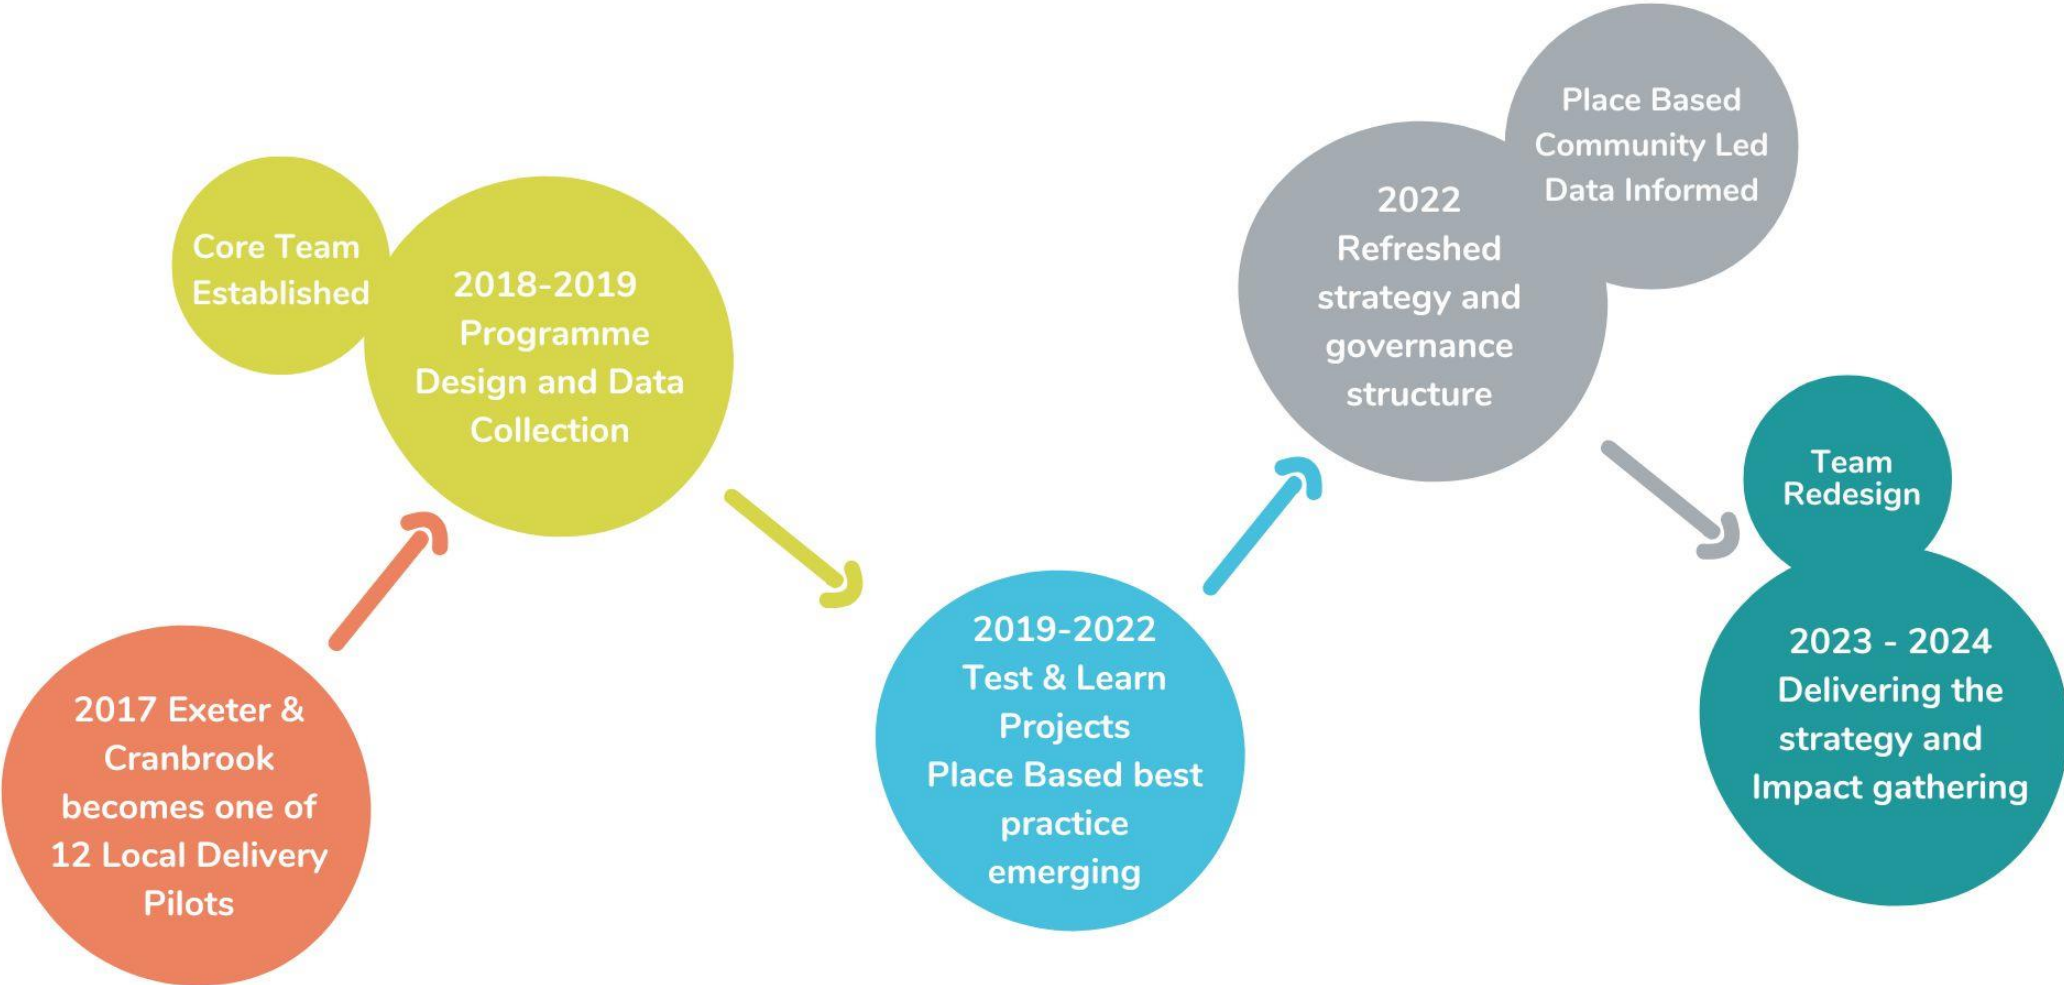 2017 Exeter &
Cranbrook
becomes one of
12 Local Delivery
Pilots
Core Team
Established
2018-2019
Programme
Design and Data
Collection
2019-2022
Test & Learn
Projects
Place Based best
practice
emerging
2022
Refreshed
strategy and
governance
structure
Place Based
Community Led
Data Informed
Team
Redesign
2023 - 2024
Delivering the
strategy and
Impact gathering